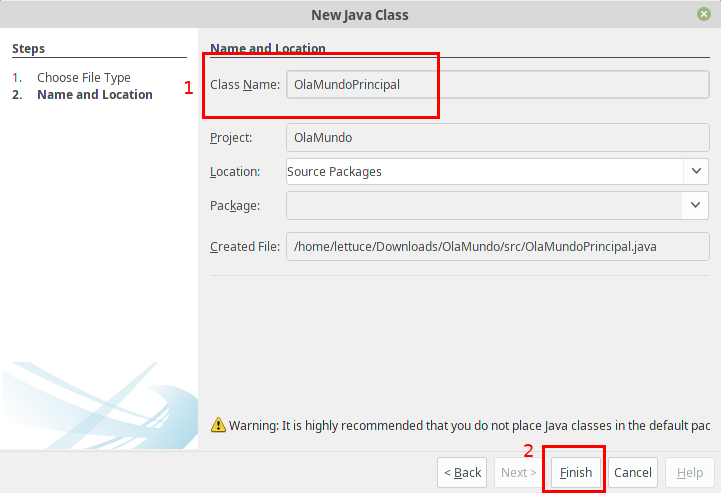 New Java Class
Steps
1. Choose File Type
2. Name and Location
Name and Location
1
Class Name: OlaMundoPrincipal
Project: OlaMundo
Location: Source Packages
Package:
Created File: /home/lettuce/Downloads/OlaMundo/src/OlaMundoPrincipal.java
Warning: It is highly recommended that you do not place Java classes in the default pac
2
< Back Next > Finish Cancel Help